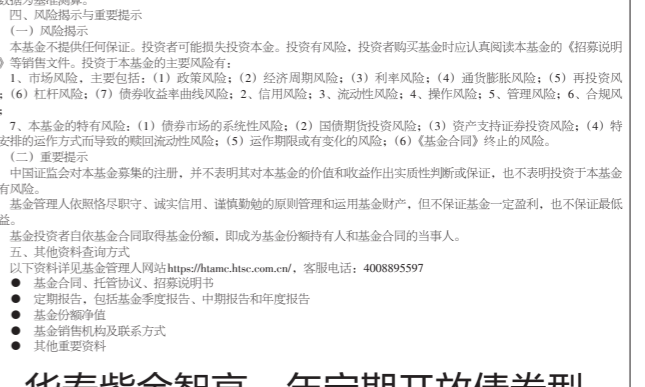 四、风险揭示与重要提示
（一）风险揭示
本基金不提供任何保证。投资者可能损失投资本金。投资有风险，投资者购买基金时应认真阅读本基金的《招募说明
》等销售文件。投资于本基金的主要风险有：
1、市场风险，主要包括：（1）政策风险；（2）经济周期风险；（3）利率风险；（4）通货膨胀风险；（5）再投资风
；（6）杠杆风险；（7）债券收益率曲线风险；2、信用风险；3、流动性风险；4、操作风险；5、管理风险；6、合规风
；
7、本基金的特有风险：（1）债券市场的系统性风险；（2）国债期货投资风险；（3）资产支持证券投资风险；（4）特
安排的运作方式而导致的赎回流动性风险；（5）运作期限或有变化的风险；（6）《基金合同》终止的风险。
（二）重要提示
中国证监会对本基金募集的注册，并不表明其对本基金的价值和收益作出实质性判断或保证，也不表明投资于本基金
有风险。
基金管理人依照恪尽职守、诚实信用、谨慎勤勉的原则管理和运用基金财产，但不保证基金一定盈利，也不保证最低
益。
基金投资者自依基金合同取得基金份额，即成为基金份额持有人和基金合同的当事人。
五、其他资料查询方式
以下资料详见基金管理人网站https://htamc.htsc.com.cn/，客服电话：4008895597
● 基金合同、托管协议、招募说明书
● 定期报告，包括基金季度报告、中期报告和年度报告
● 基金份额净值
● 基金销售机构及联系方式
● 其他重要资料
华泰紫金智享一年定期开放债券型